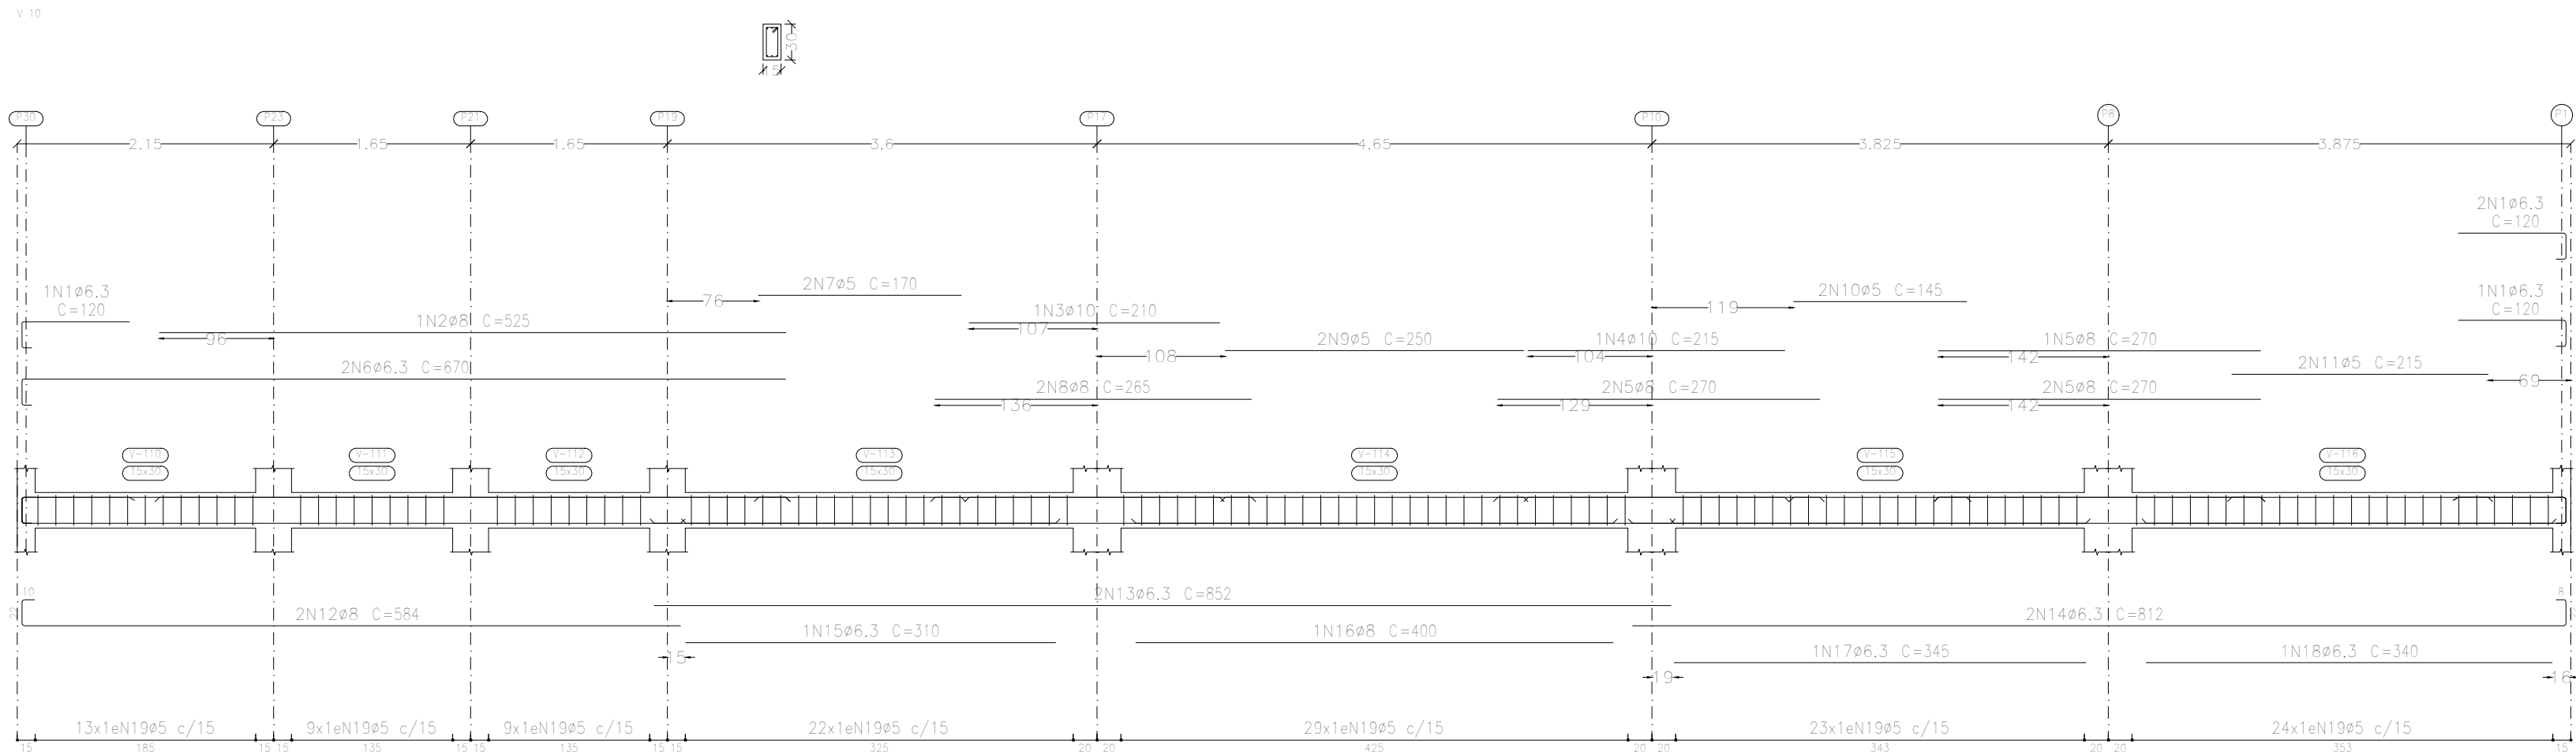 V 10
30
15
P30 P23 P21 P19 P17 P10 P8 P1
2.15 1.65 1.65 3.6 4.65 3.825 3.875
2N1ø6.3
C=120
1N1ø6.3
C=120
1N2ø8 C=525
96
76
2N7ø5 C=170
1N3ø10 C=210
107
108
2N9ø5 C=250
1N4ø10 C=215
104
119
2N10ø5 C=145
1N5ø8 C=270
142
1N1ø6.3
C=120
2N11ø5 C=215
69
2N6ø6.3 C=670
2N8ø8 C=265
136
2N5ø8 C=270
129
2N5ø8 C=270
142
V-110 V-111 V-112 V-113 V-114 V-115 V-116
15x30 15x30 15x30 15x30 15x30 15x30 15x30
10
22
2N12ø8 C=584
2N13ø6.3 C=852
8
2N14ø6.3 C=812
1N15ø6.3 C=310
1N16ø8 C=400
15
1N17ø6.3 C=345
1N18ø6.3 C=340
19
16
13x1eN19ø5 c/15 9x1eN19ø5 c/15 9x1eN19ø5 c/15 22x1eN19ø5 c/15 29x1eN19ø5 c/15 23x1eN19ø5 c/15 24x1eN19ø5 c/15
15 185 15 15 135 15 15 135 15 15 325 20 20 425 20 20 343 20 20 353 15